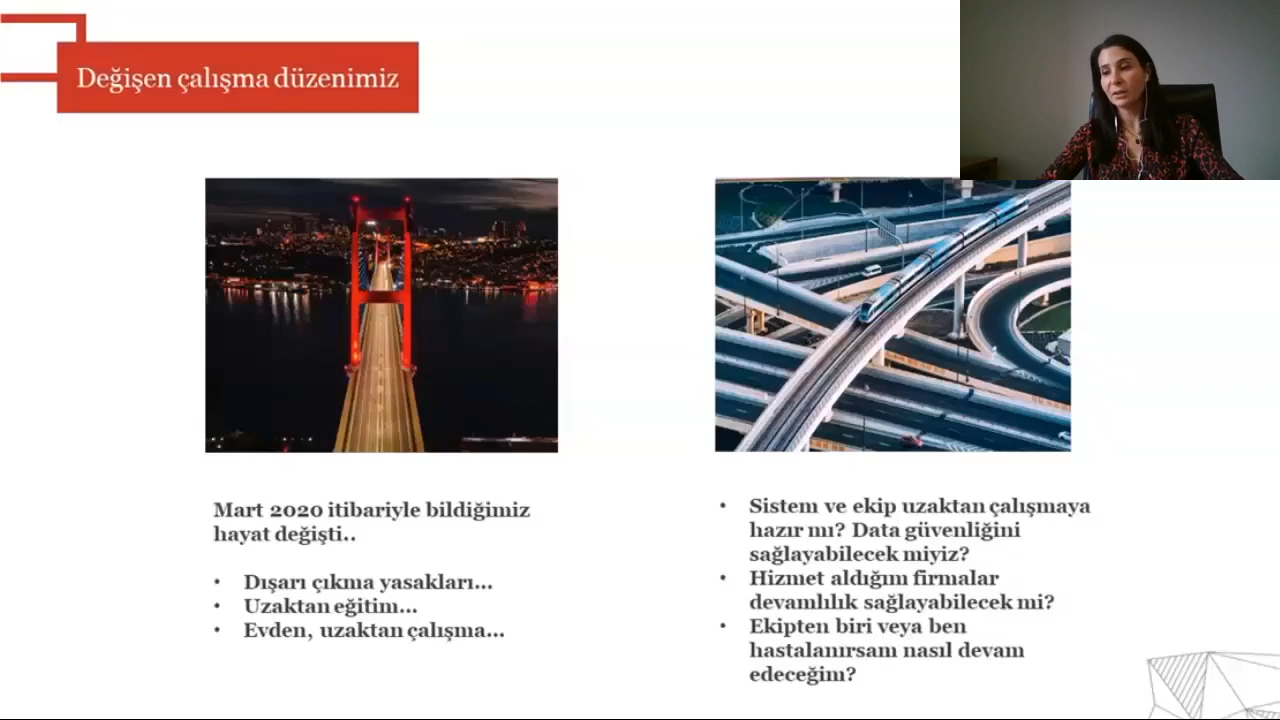 Değişen çalışma düzenimiz
Mart 2020 itibariyle bildiğimiz
hayat değişti..
• Dışarı çıkma yasakları...
• Uzaktan eğitim...
• Evden, uzaktan çalışma...
• Sistem ve ekip uzaktan çalışmaya
hazır mı? Data güvenliğini
sağlayabilecek miyiz?
• Hizmet aldığım firmalar
devamlılık sağlayabilecek mi?
• Ekipten biri veya ben
hastalanırsam nasıl devam
edeceğim?